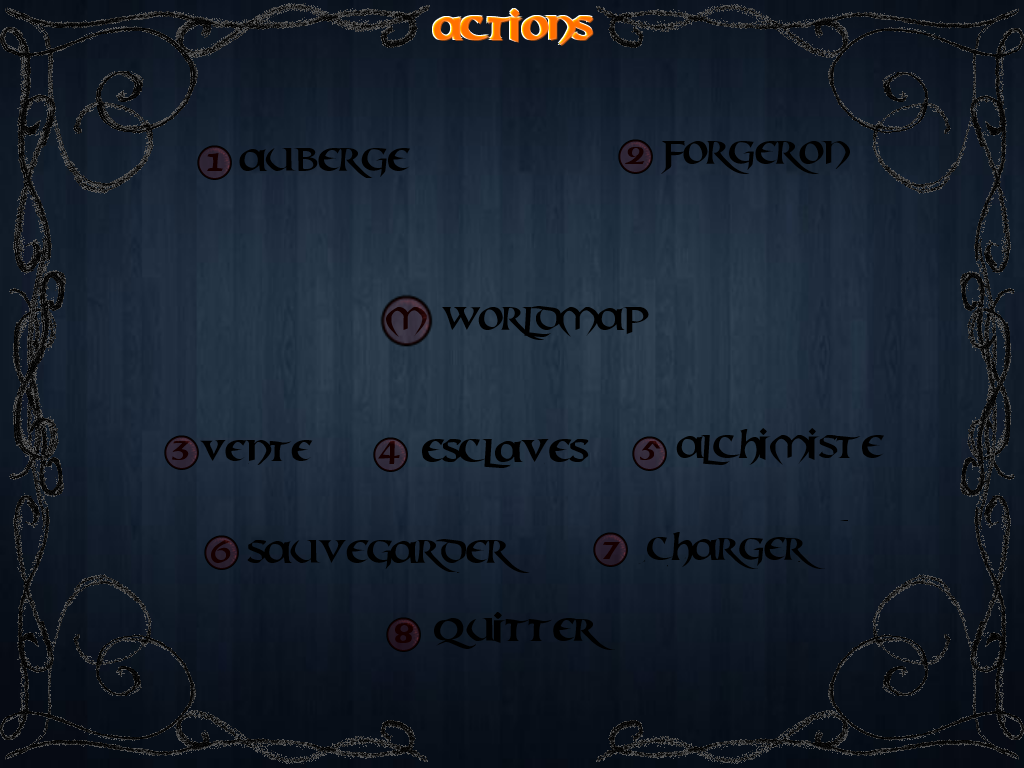 actions
1 AUBERGE 2 FORGERON
M WORLDMAP
3 VENTE 4 ESCLAVES 5 ALCHIMISTE
6 SAUVEGARDER 7 CHARGER
8 QUITTER